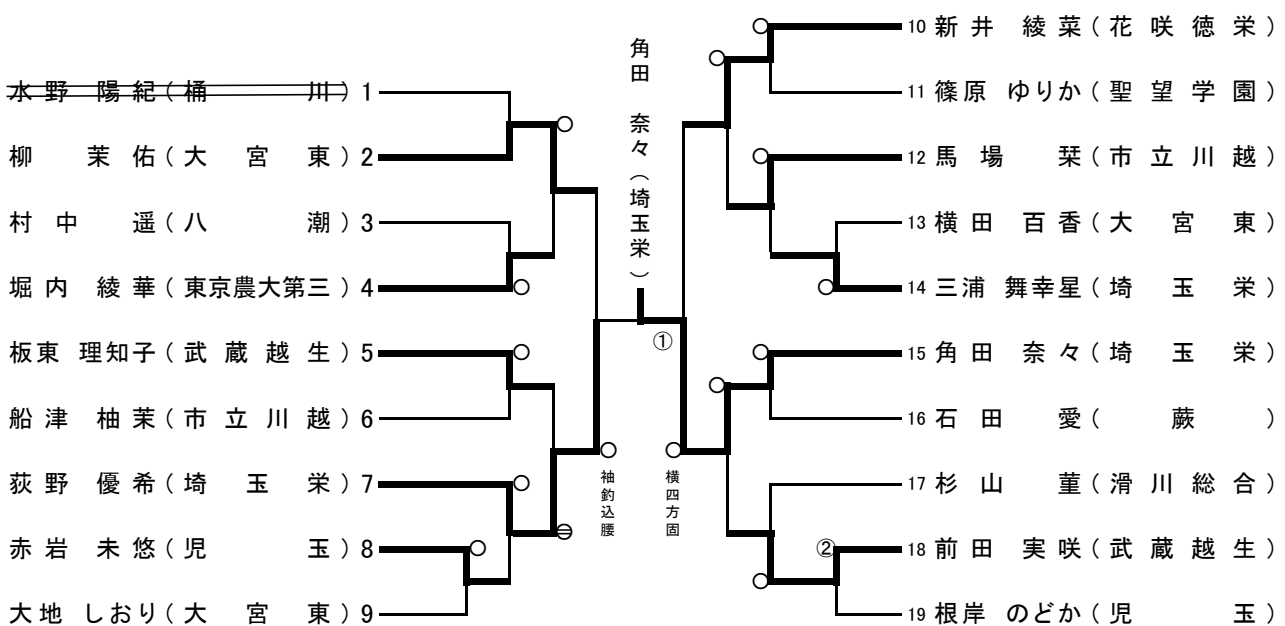 水野 陽紀(桶川) 1
柳 茉佑(大宮東) 2
村中 遥(八潮) 3
堀内 綾華(東京農大第三) 4
板東 理知子(武蔵越生) 5
船津 柚茉(市立川越) 6
荻野 優希(埼玉栄) 7
赤岩 未悠(児玉) 8
大地 しおり(大宮東) 9
角田 奈々(埼玉栄)
①
袖釣込腰
横四方固
10 新井 綾菜(花咲徳栄)
11 篠原 ゆりか(聖望学園)
12 馬場 栞(市立川越)
13 横田 百香(大宮東)
14 三浦 舞幸星(埼玉栄)
15 角田 奈々(埼玉栄)
16 石田 愛(蕨)
17 杉山 菫(滑川総合)
② 18 前田 実咲(武蔵越生)
19 根岸 のどか(児玉)